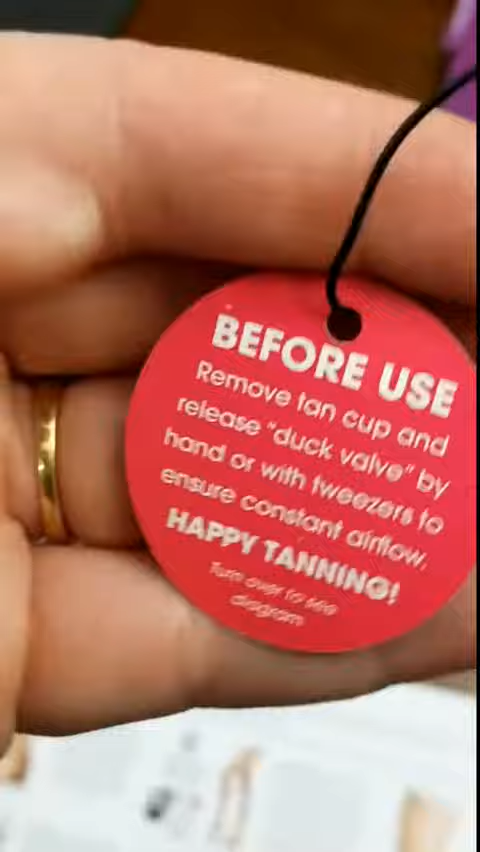 BEFORE USE
Remove tan cup and
release "duck valve" by
hand or with tweezers to
ensure constant airflow.
HAPPY TANNING!
Turn over to see
diagram